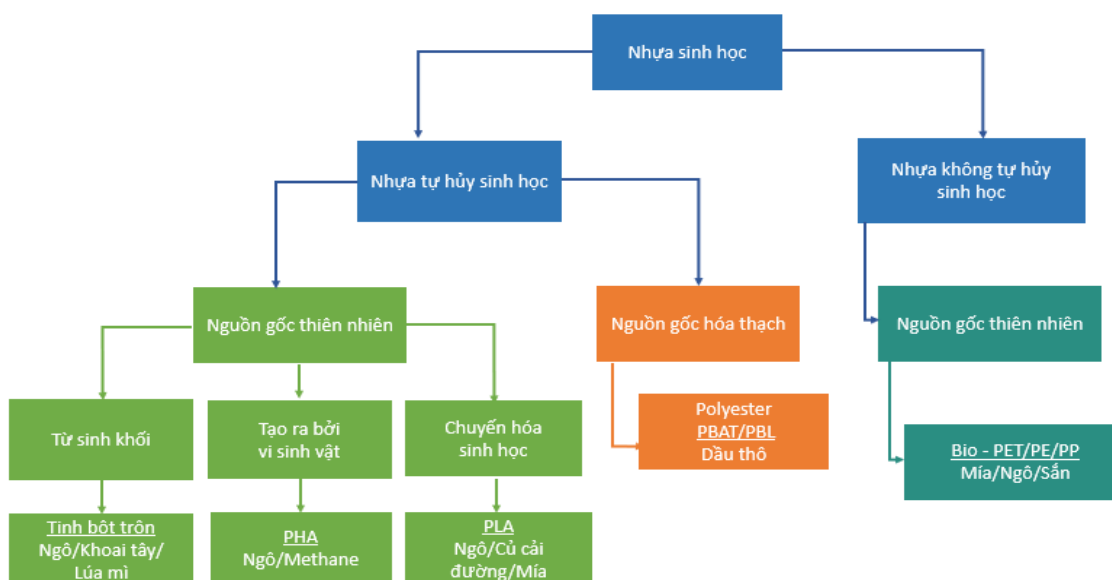 Nhựa sinh học
Nhựa tự hủy sinh học
Nhựa không tự hủy
sinh học
Nguồn gốc thiên nhiên
Nguồn gốc hóa thạch
Nguồn gốc thiên nhiên
Từ sinh khối
Tạo ra bởi
vi sinh vật
Chuyến hóa
sinh học
Polyester
PBAT/PBL
Dầu thô
Bio - PET/PE/PP
Mía/Ngô/Sắn
Tinh bôt trôn
Ngô/Khoai tây/
Lúa mì
PHA
Ngô/Methane
PLA
Ngô/Củ cải
đường/Mía